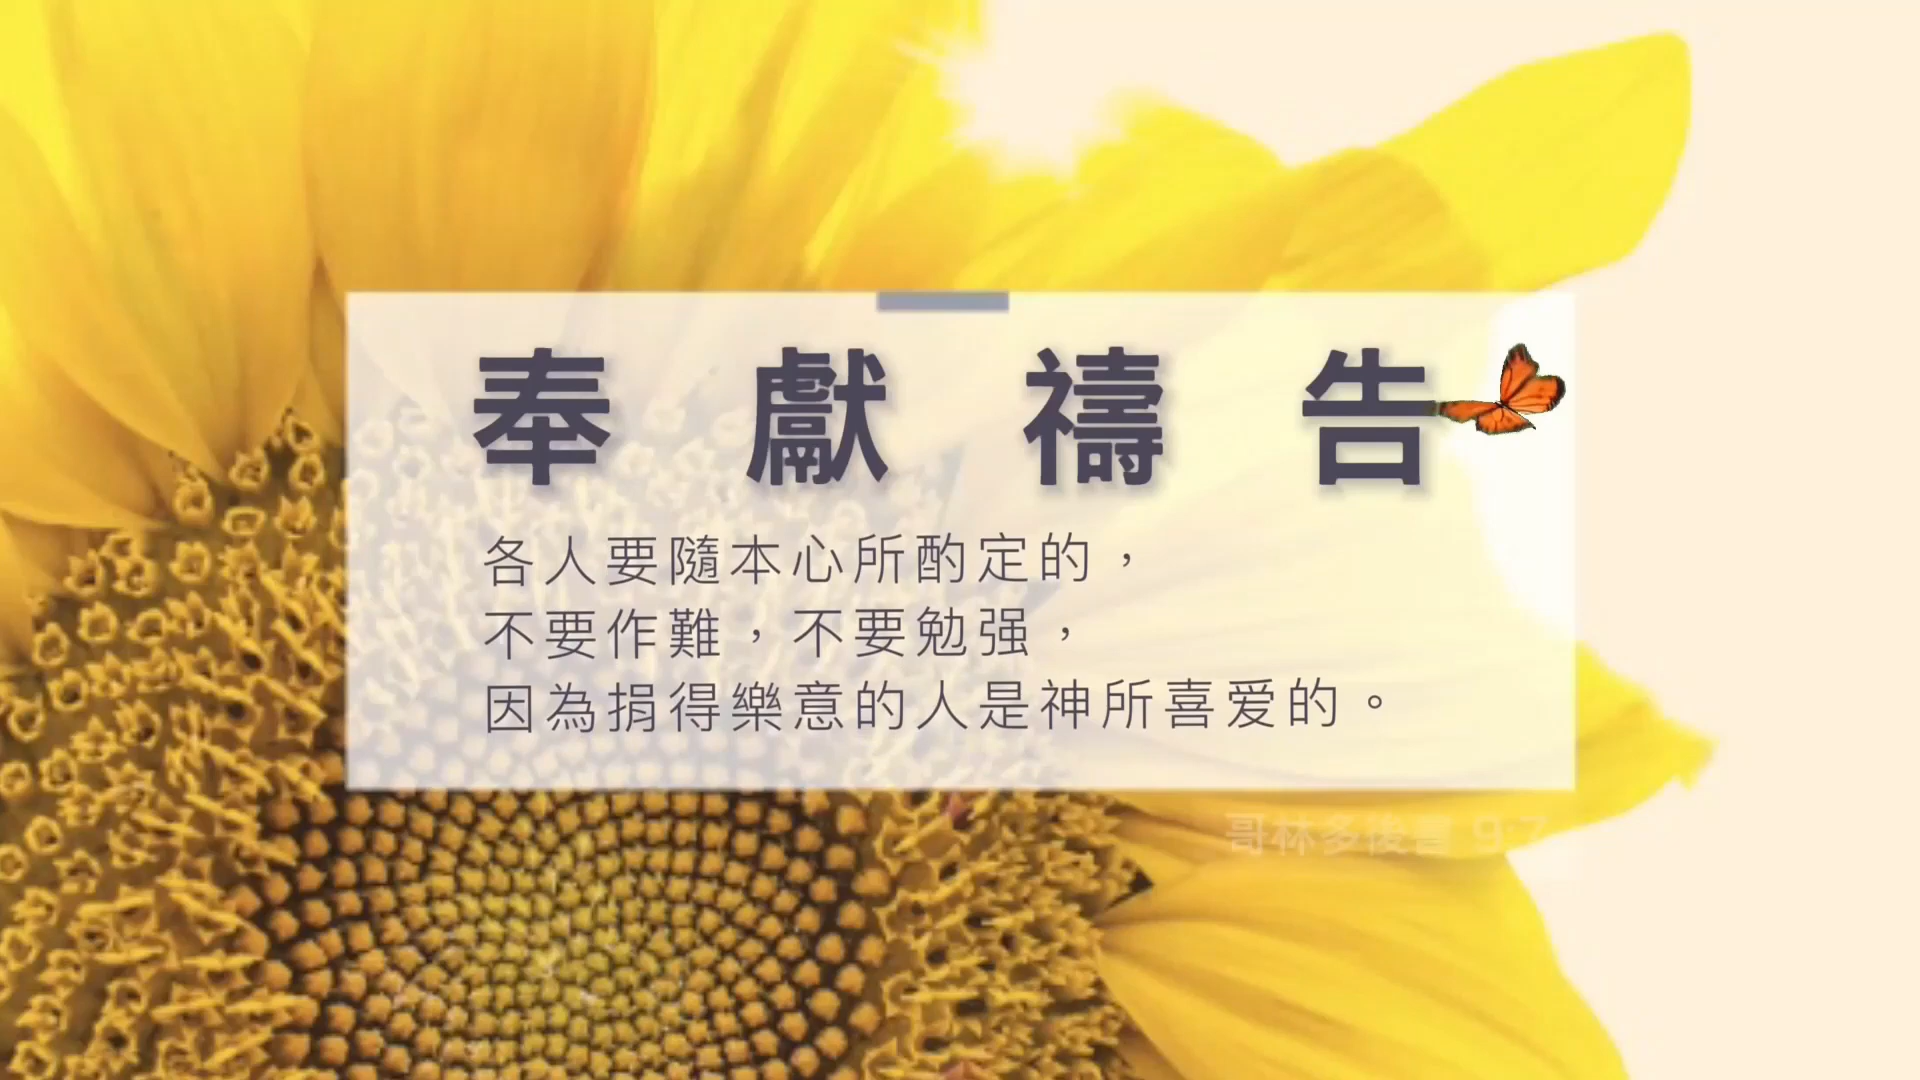 奉獻禱告
各人要隨本心所酌定的，
不要作難，不要勉强，
因為捐得樂意的人是神所喜爱的。
哥林多後書 9:7